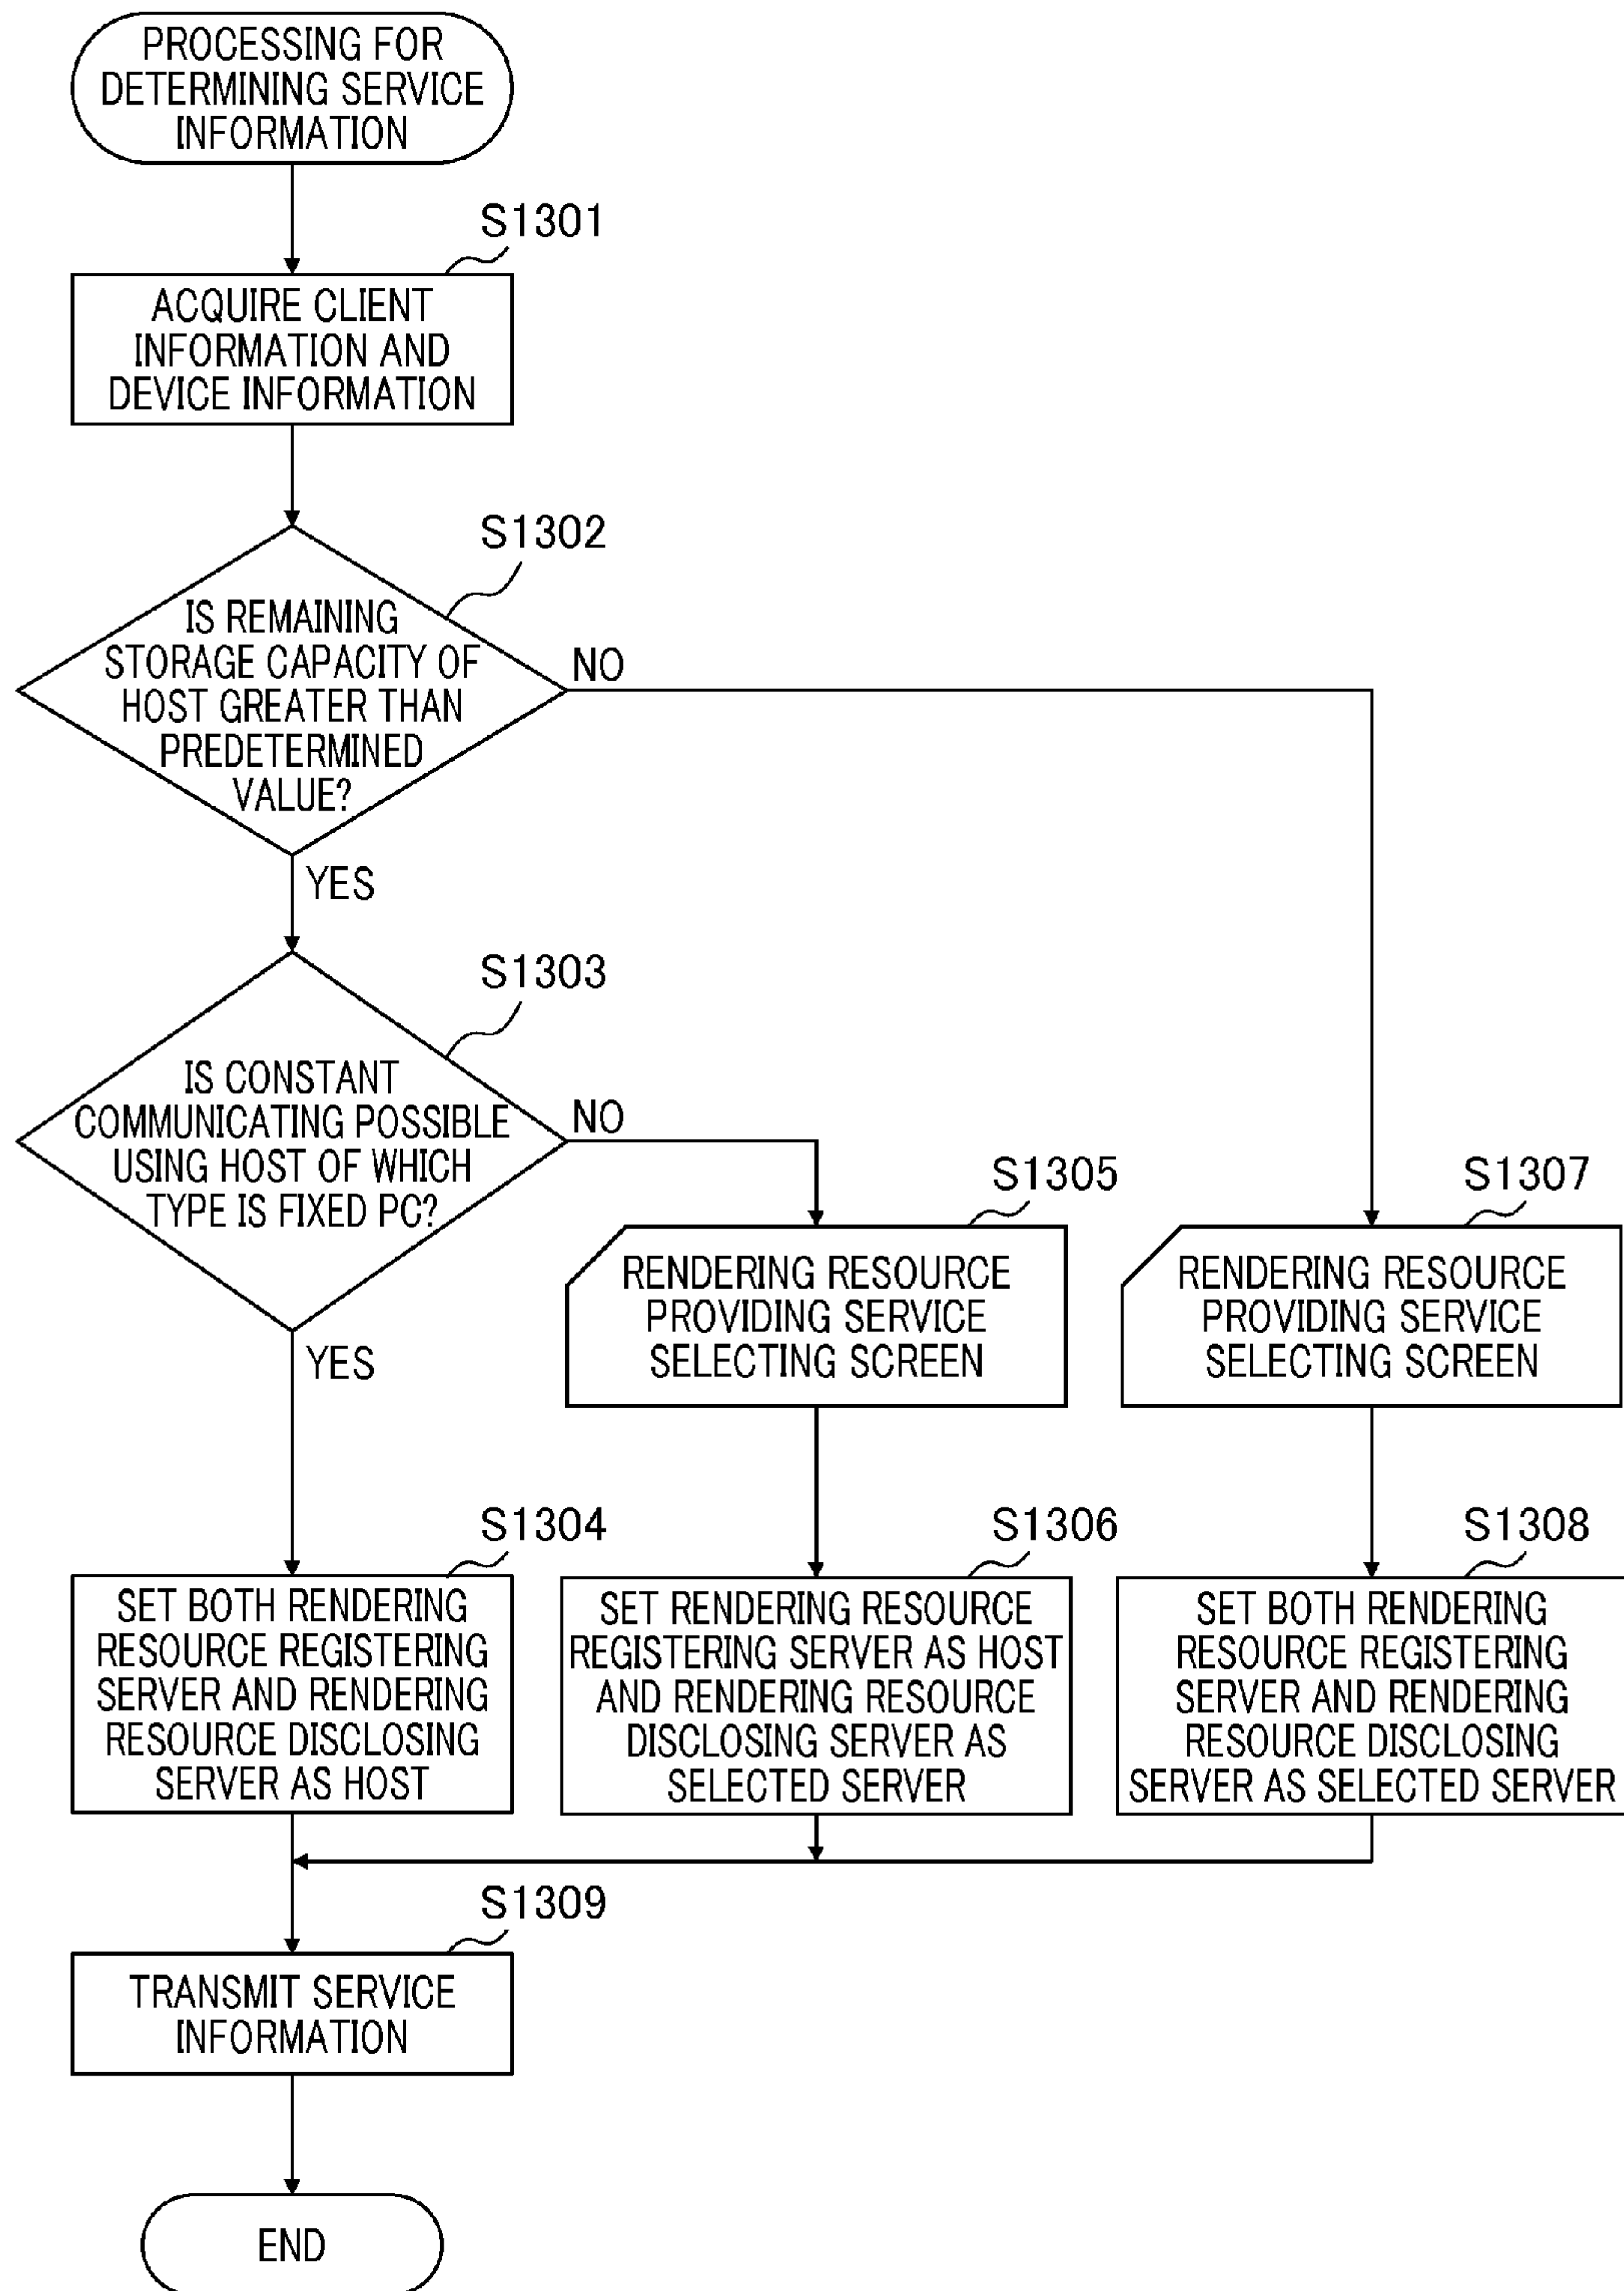 PROCESSING FOR
DETERMINING SERVICE
INFORMATION
S1301
ACQUIRE CLIENT
INFORMATION AND
DEVICE INFORMATION
S1302
IS REMAINING
STORAGE CAPACITY OF
HOST GREATER THAN
PREDETERMINED
VALUE?
NO
YES
S1303
IS CONSTANT
COMMUNICATING POSSIBLE
USING HOST OF WHICH
TYPE IS FIXED PC?
NO
YES
S1305
RENDERING RESOURCE
PROVIDING SERVICE
SELECTING SCREEN
S1307
RENDERING RESOURCE
PROVIDING SERVICE
SELECTING SCREEN
S1304
SET BOTH RENDERING
RESOURCE REGISTERING
SERVER AND RENDERING
RESOURCE DISCLOSING
SERVER AS HOST
S1306
SET RENDERING RESOURCE
REGISTERING SERVER AS HOST
AND RENDERING RESOURCE
DISCLOSING SERVER AS
SELECTED SERVER
S1308
SET BOTH RENDERING
RESOURCE REGISTERING
SERVER AND RENDERING
RESOURCE DISCLOSING
SERVER AS SELECTED SERVER
S1309
TRANSMIT SERVICE
INFORMATION
END